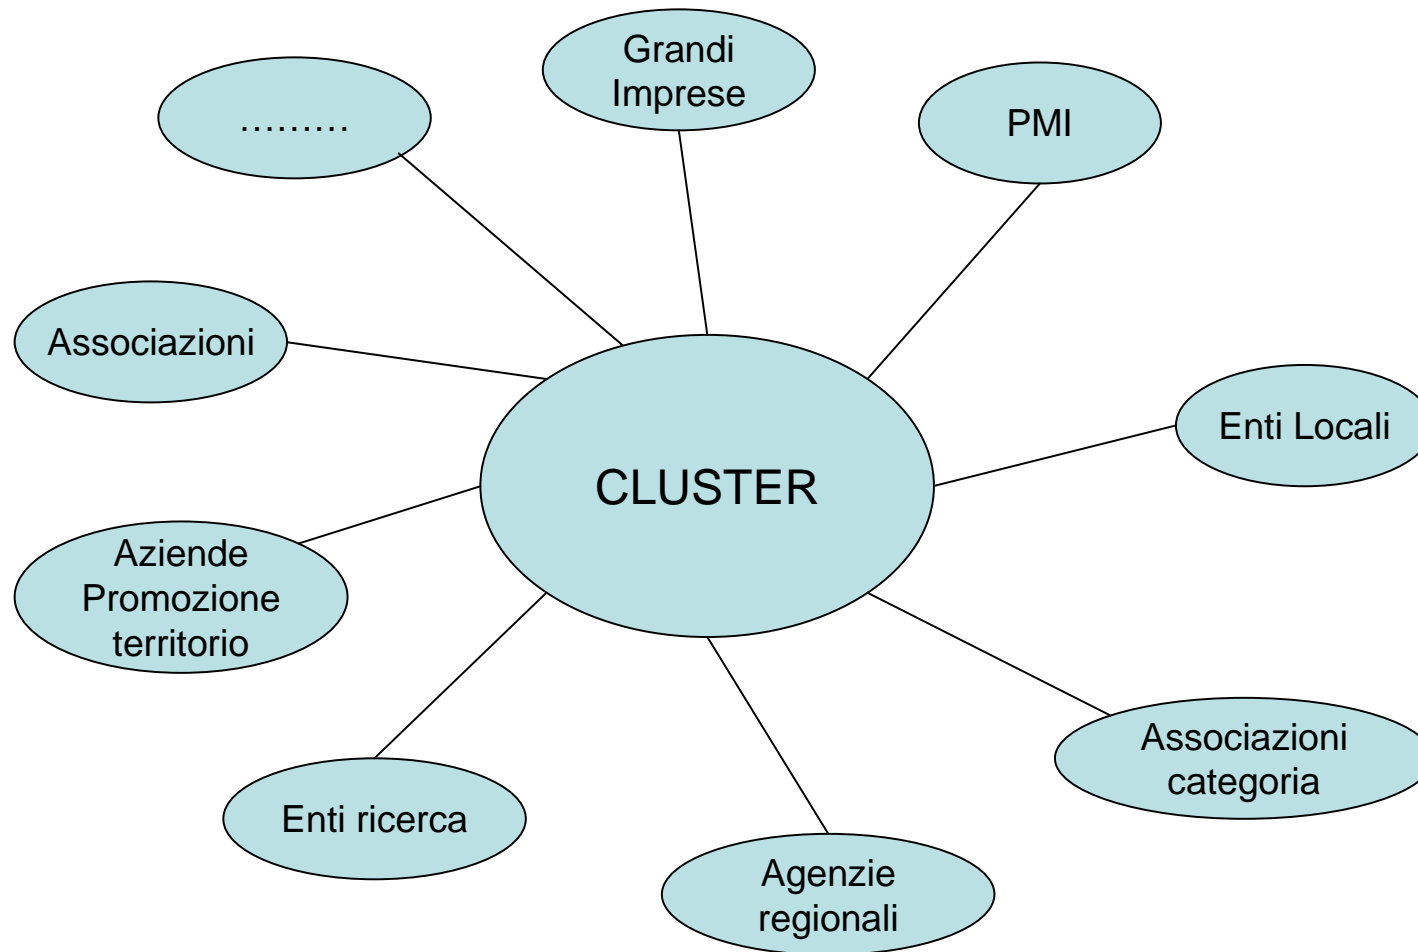 Grandi
Imprese
………
PMI
Associazioni
Enti Locali
CLUSTER
Aziende
Promozione
territorio
Associazioni
categoria
Enti ricerca
Agenzie
regionali